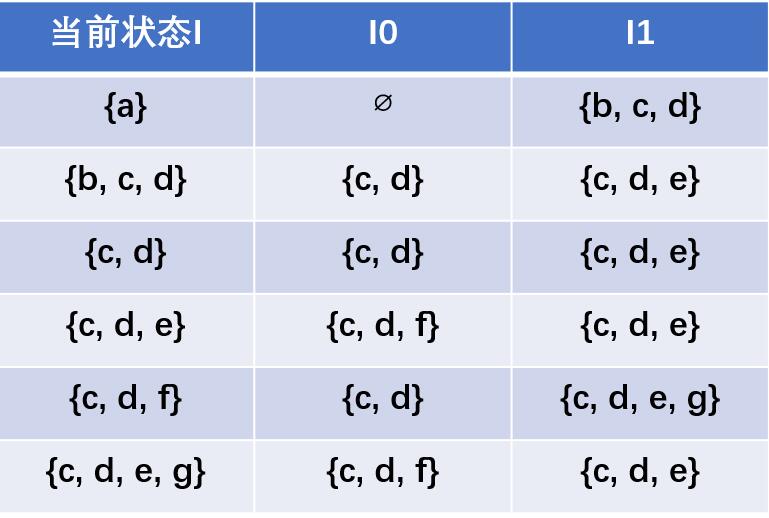 当前状态I I0 I1
{a} ∅ {b, c, d}
{b, c, d} {c, d} {c, d, e}
{c, d} {c, d} {c, d, e}
{c, d, e} {c, d, f} {c, d, e}
{c, d, f} {c, d} {c, d, e, g}
{c, d, e, g} {c, d, f} {c, d, e}